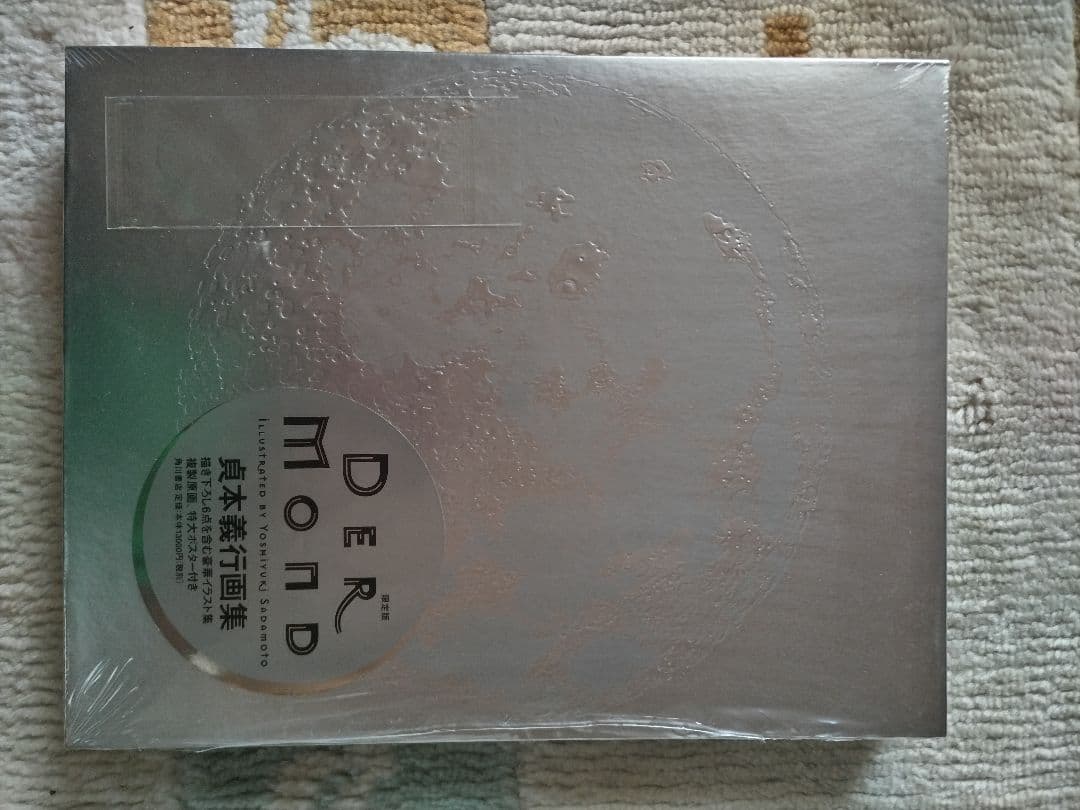 限定版
DER
MOND
ILLUSTRATED BY YOSHIYUKI SADAMOTO
貞本義行画集
描き下ろし6点を含む豪華イラスト集
複製原画 特大ポスター付き
角川書店 定価:本体13000円(税別)